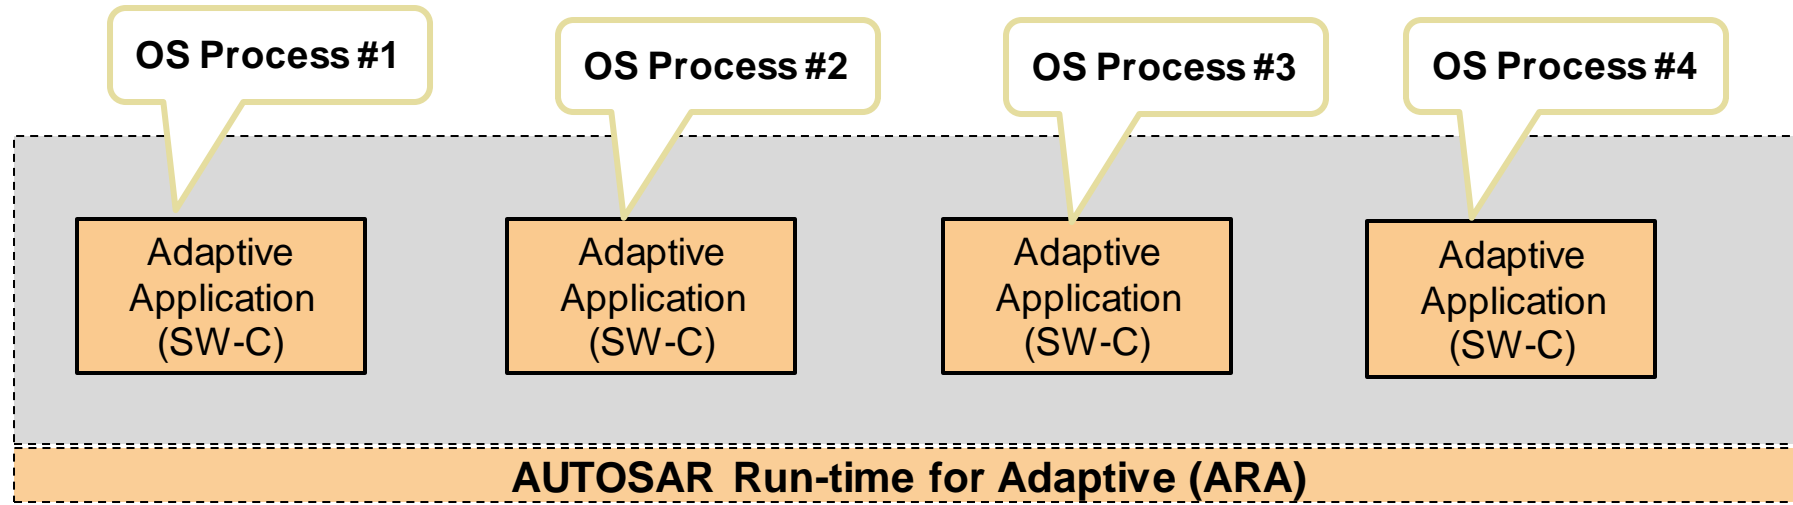 OS Process #1
OS Process #2
OS Process #3
OS Process #4
Adaptive
Application
(SW-C)
Adaptive
Application
(SW-C)
Adaptive
Application
(SW-C)
Adaptive
Application
(SW-C)
AUTOSAR Run-time for Adaptive (ARA)